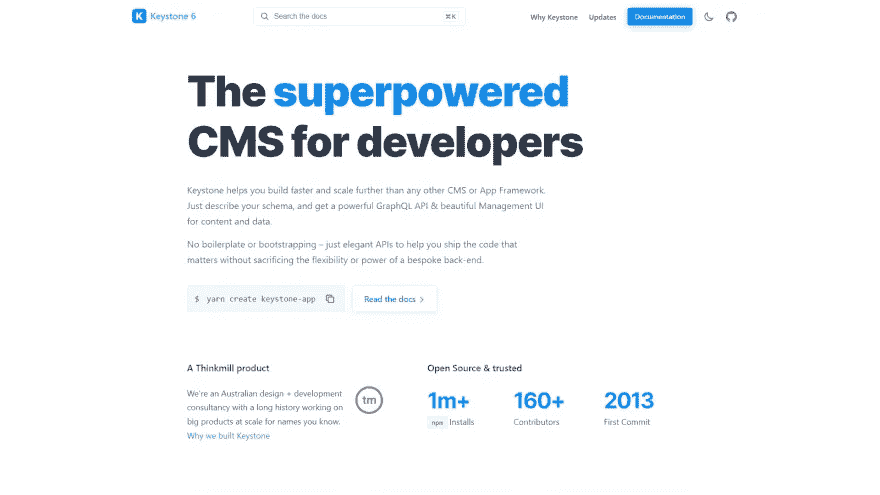 K Keystone 6 Search the docs ⌘K Why Keystone Updates Documentation
The superpowered
CMS for developers
Keystone helps you build faster and scale further than any other CMS or App Framework.
Just describe your schema, and get a powerful GraphQL API & beautiful Management UI
for content and data.
No boilerplate or bootstrapping – just elegant APIs to help you ship the code that
matters without sacrificing the flexibility or power of a bespoke back-end.
$ yarn create keystone-app Read the docs >
A Thinkmill product
We're an Australian design + development
consultancy with a long history working on
big products at scale for names you know.
Why we built Keystone
tm
Open Source & trusted
1m+ 160+ 2013
npm Installs Contributors First Commit